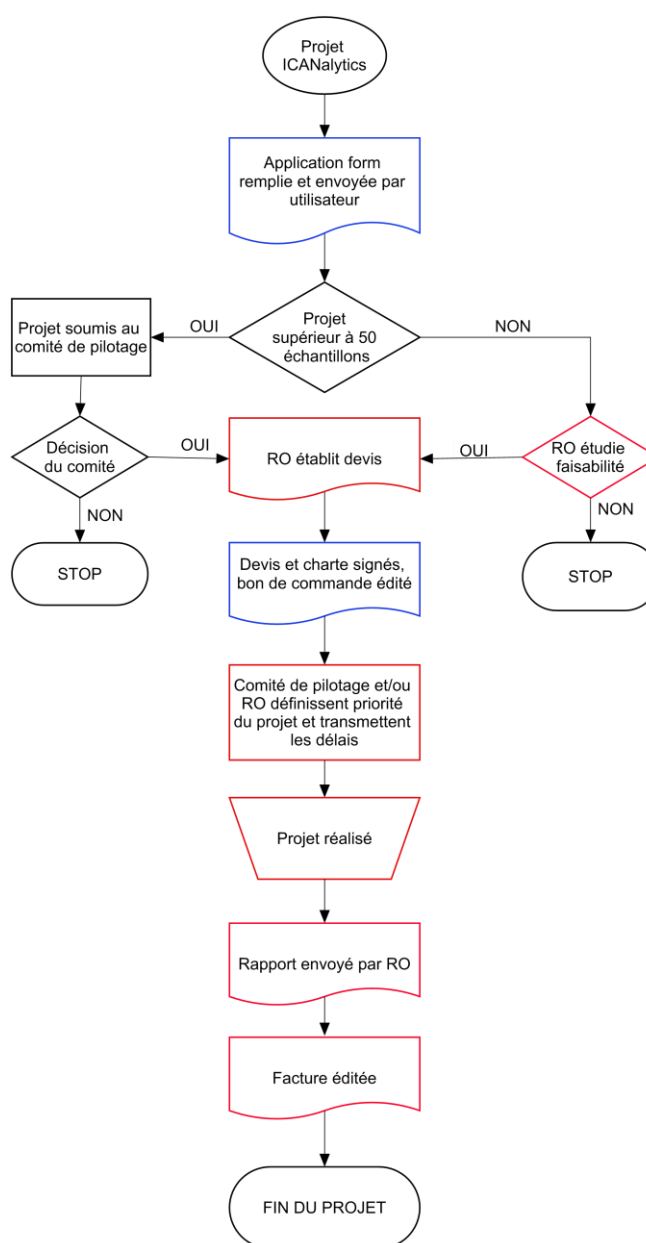 Projet
ICANalytics
Application form
remplie et envoyée par
utilisateur
Projet
supérieur à 50
échantillons
OUI
NON
Projet soumis au
comité de pilotage
Décision
du comité
OUI
NON
STOP
RO établit devis
OUI
RO étudie
faisabilité
NON
STOP
Devis et charte signés,
bon de commande édité
Comité de pilotage et/ou
RO définissent priorité
du projet et transmettent
les délais
Projet réalisé
Rapport envoyé par RO
Facture éditée
FIN DU PROJET